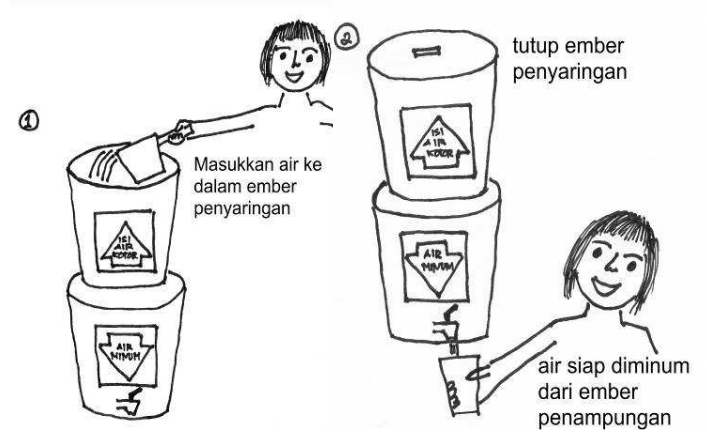 1
Masukkan air ke
dalam ember
penyaringan
ISI
AIR
KOTOR
AIR
MINUM
2
tutup ember
penyaringan
ISI
AIR
KOTOR
AIR
MINUM
air siap diminum
dari ember
penampungan